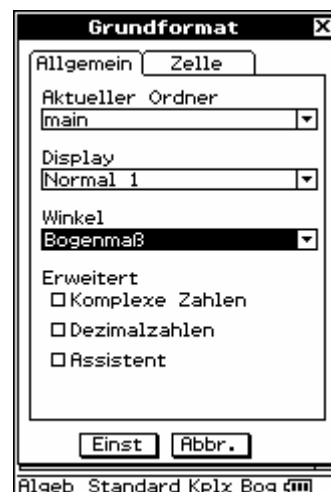 Grundformat
Allgemein Zelle
Aktueller Ordner
main
Display
Normal 1
Winkel
Bogenmaß
Erweitert
Komplexe Zahlen
Dezimalzahlen
Assistent
Einst Abbr.
Algeb Standard Kplx Bog